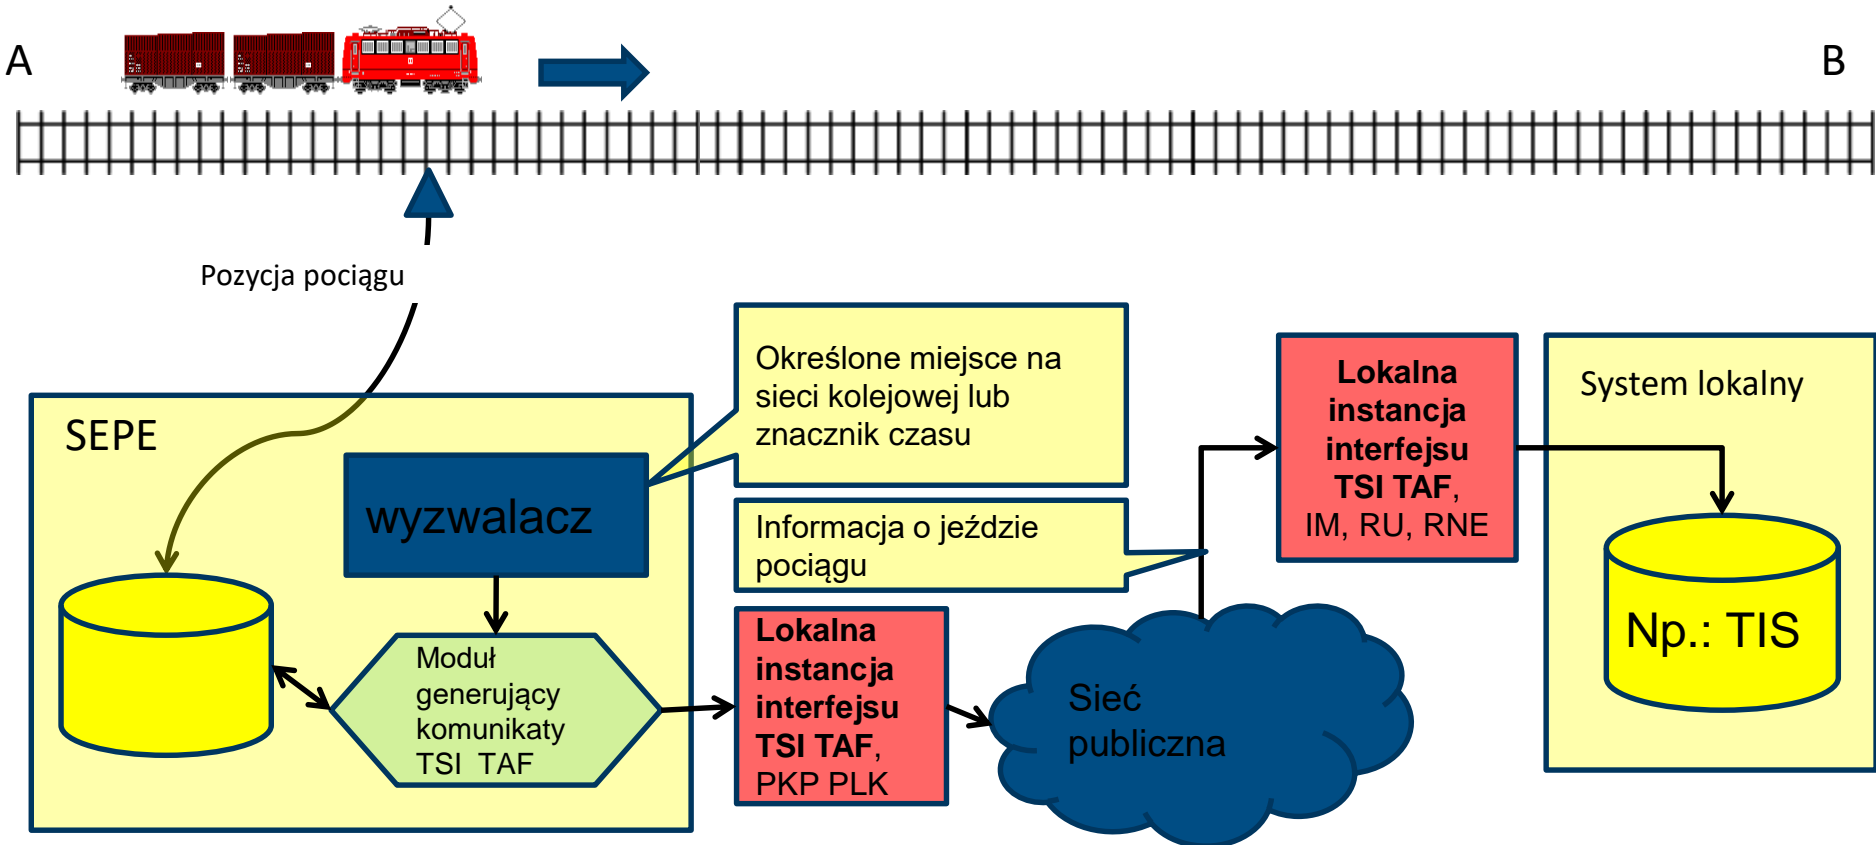 A
B
Pozycja pociągu
SEPE
wyzwalacz
Określone miejsce na
sieci kolejowej lub
znacznik czasu
Informacja o jeździe
pociągu
Moduł
generujący
komunikaty
TSI TAF
Lokalna
instancja
interfejsu
TSI TAF,
PKP PLK
Sieć
publiczna
Lokalna
instancja
interfejsu
TSI TAF,
IM, RU, RNE
System lokalny
Np.: TIS